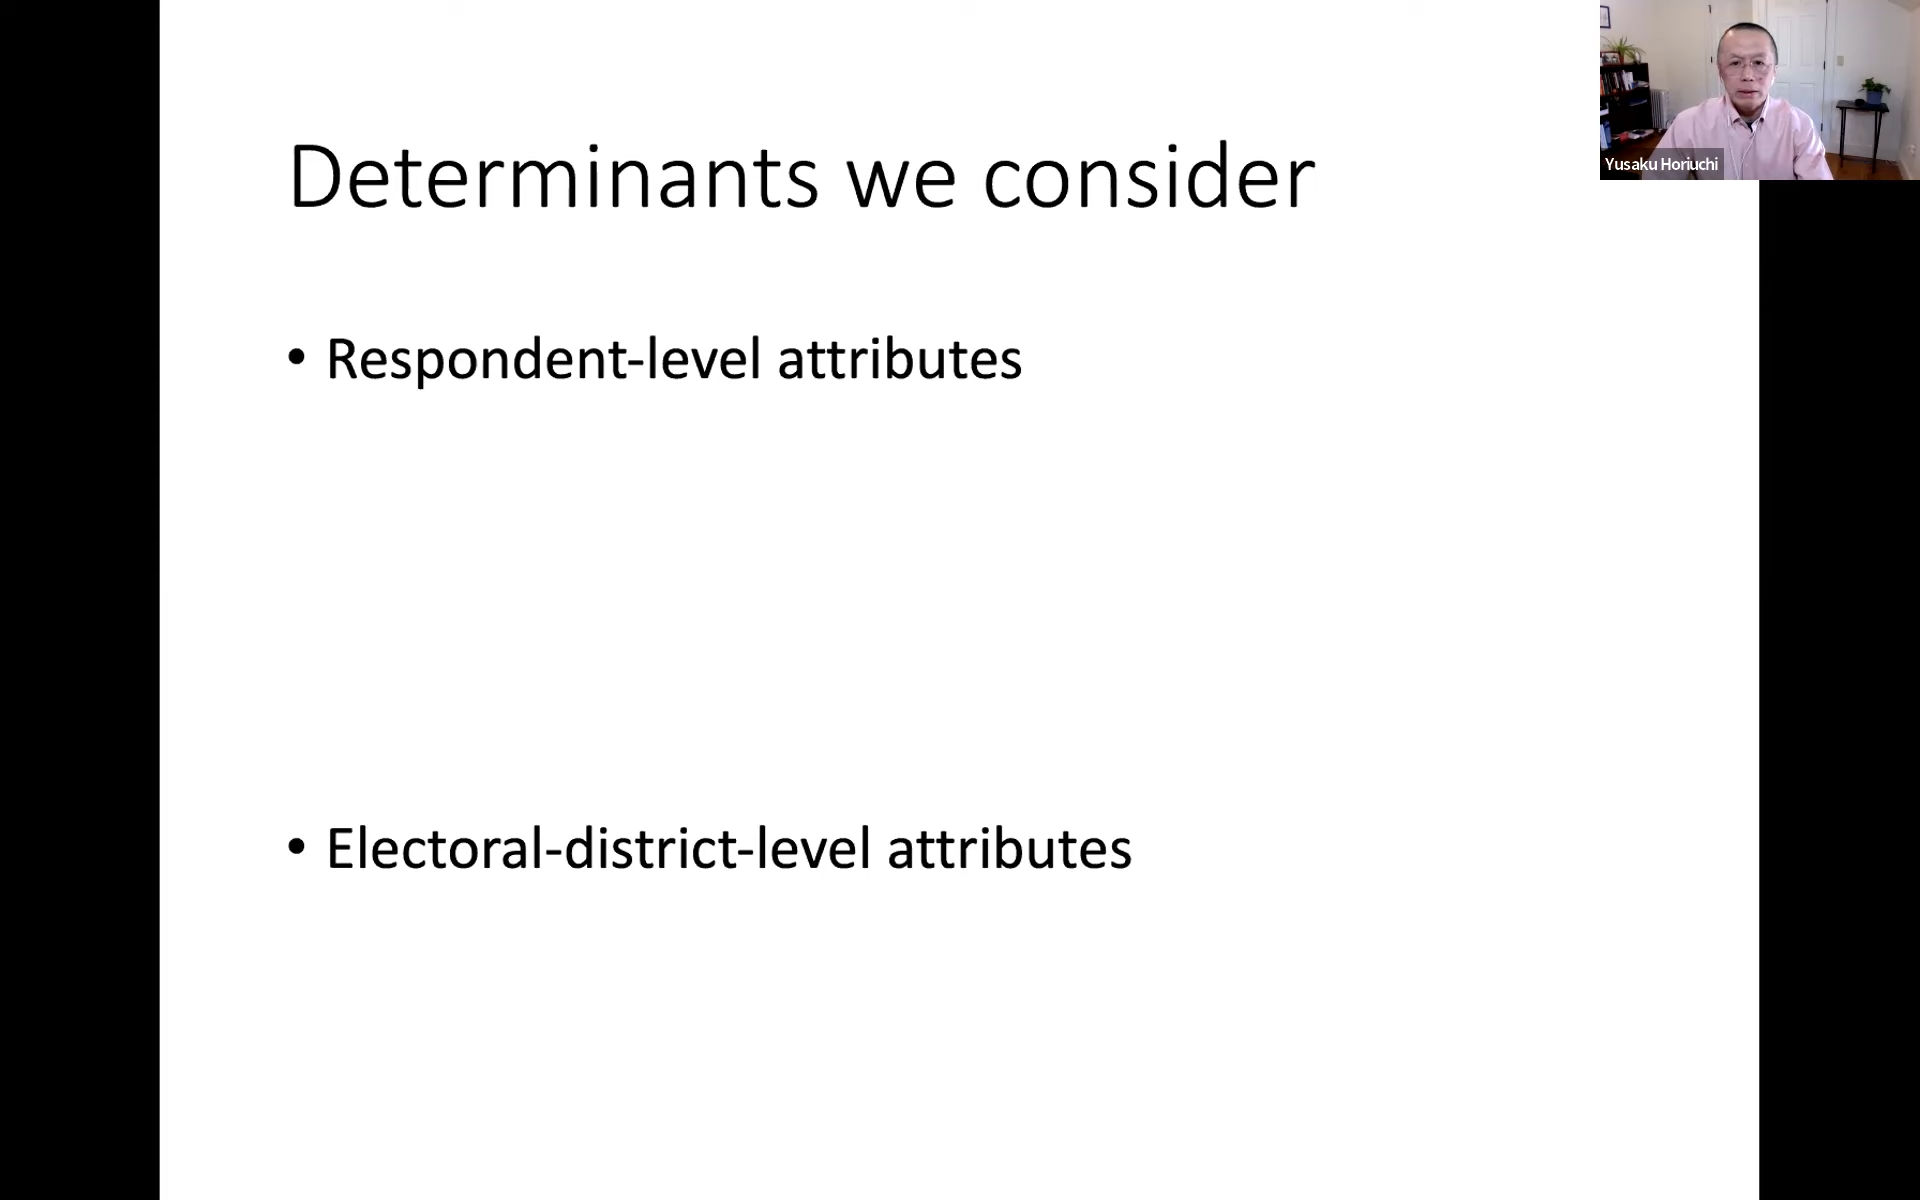 Determinants we consider
• Respondent-level attributes
• Electoral-district-level attributes
Yusaku Horiuchi